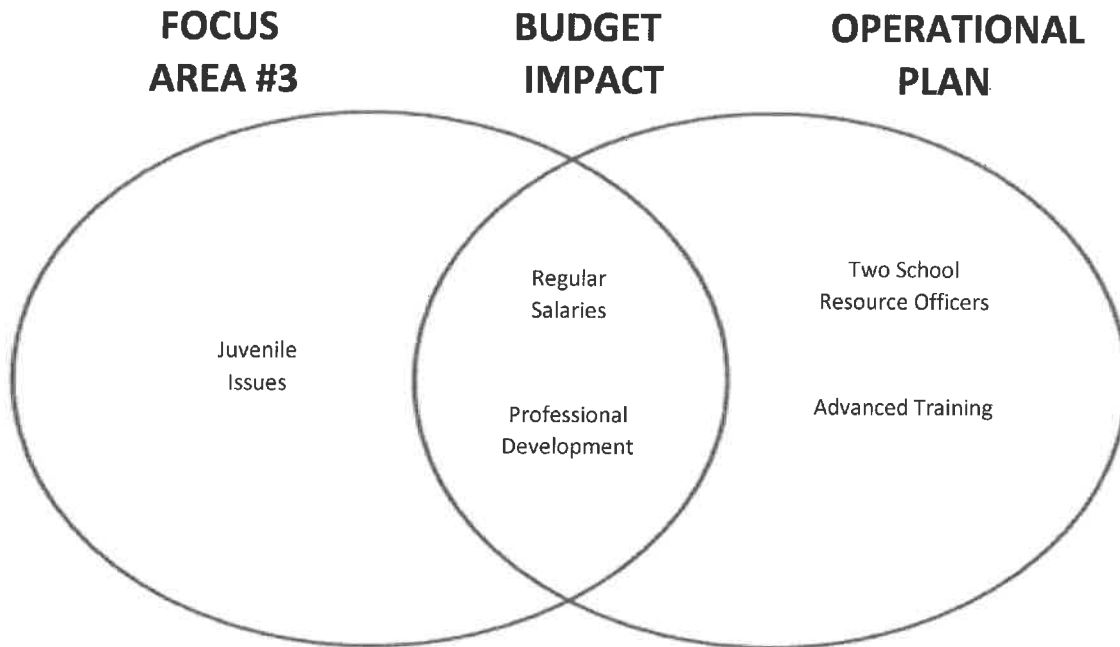 FOCUS
AREA #3
BUDGET
IMPACT
OPERATIONAL
PLAN
Juvenile
Issues
Regular
Salaries
Professional
Development
Two School
Resource Officers
Advanced Training